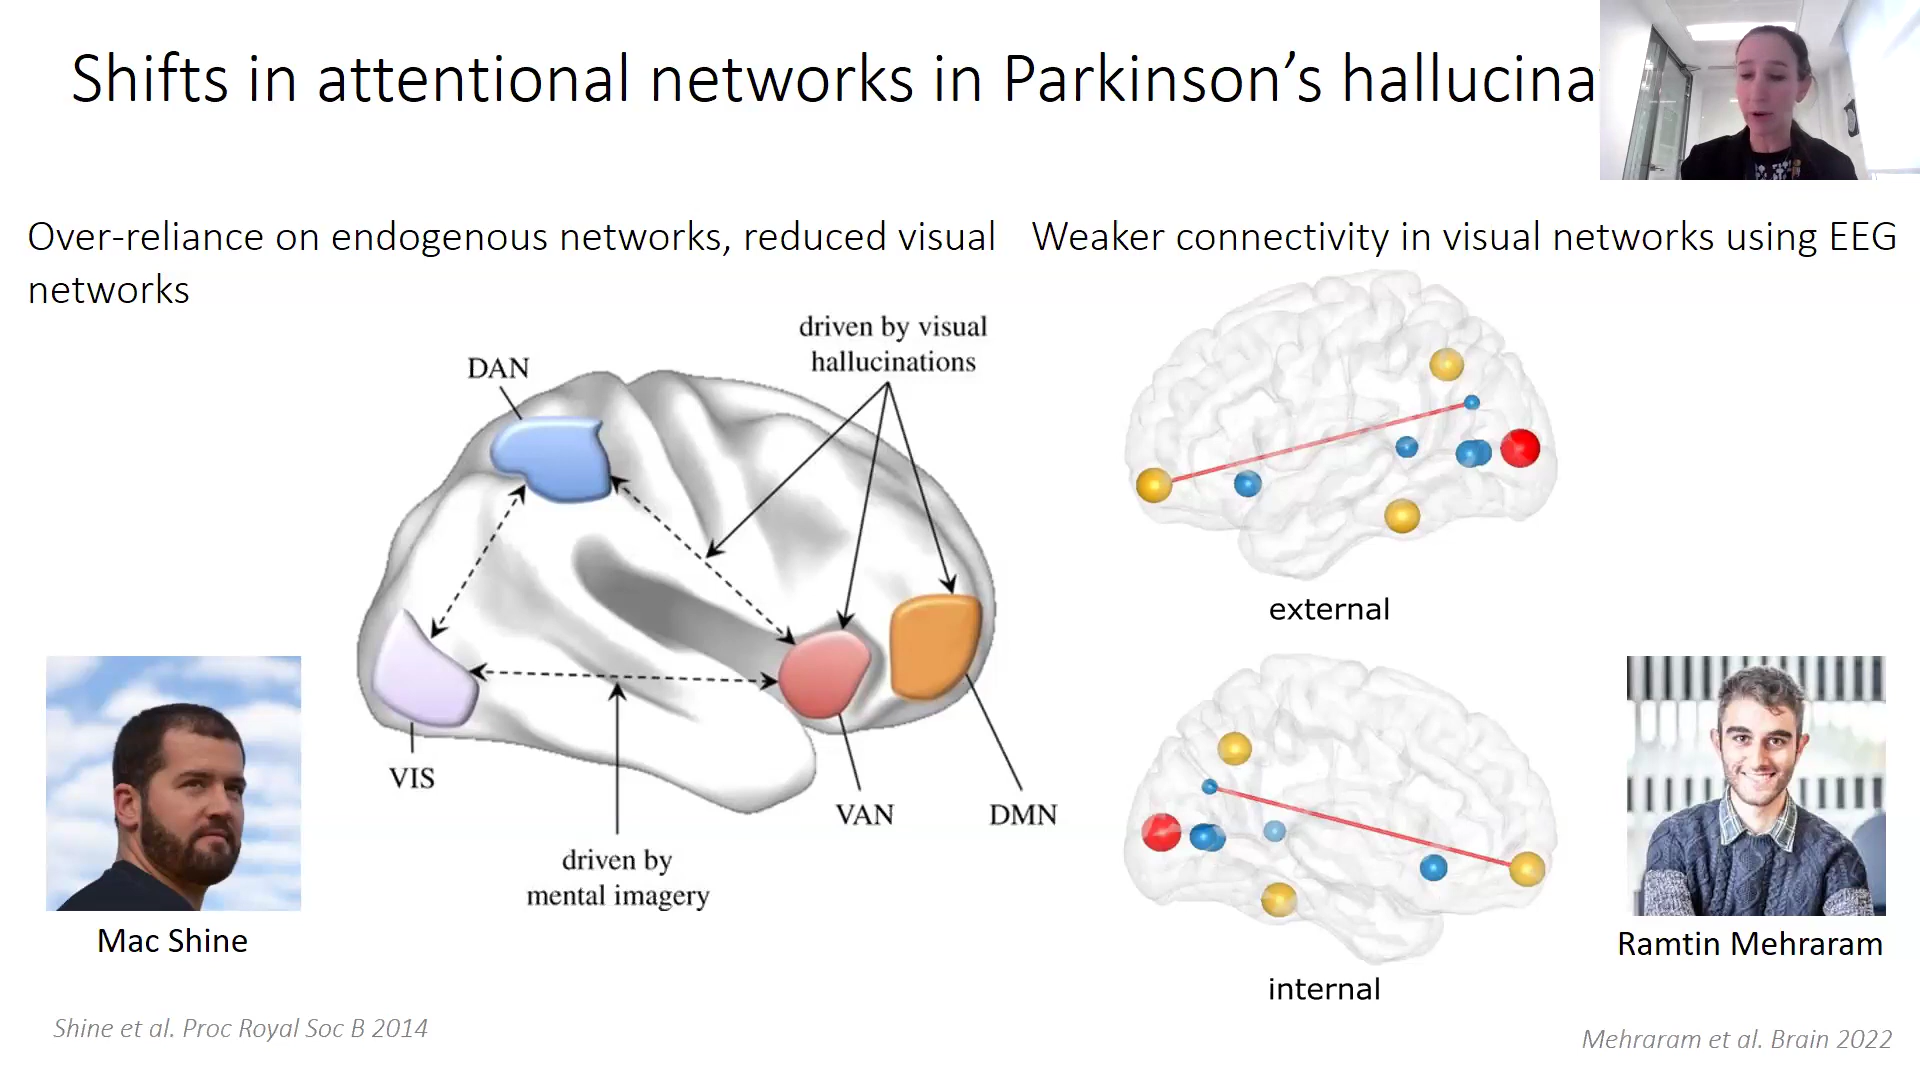 Shifts in attentional networks in Parkinson’s
Over-reliance on endogenous networks, reduced visual
networks
Weaker connectivity in visual networks using EEG
driven by visual
hallucinations
DAN
VIS
VAN
DMN
driven by
mental imagery
external
internal
Mac Shine
Ramtin Mehraram
Shine et al. Proc Royal Soc B 2014
Mehraram et al. Brain 2022